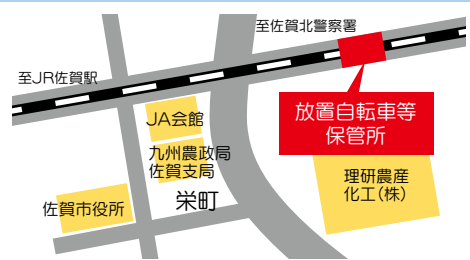 至佐賀北警察署
至JR佐賀駅
放置自転車等
保管所
JA会館
九州農政局
佐賀支局
理研農産
化工(株)
佐賀市役所
栄町